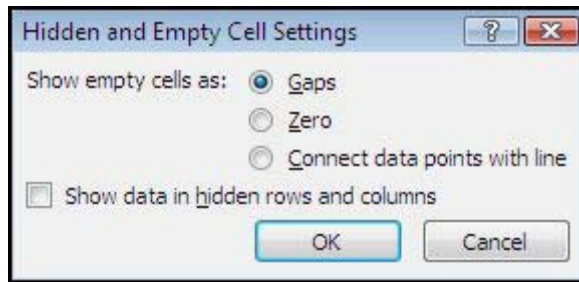 Hidden and Empty Cell Settings
Show empty cells as: Gaps
Zero
Connect data points with line
Show data in hidden rows and columns
OK Cancel